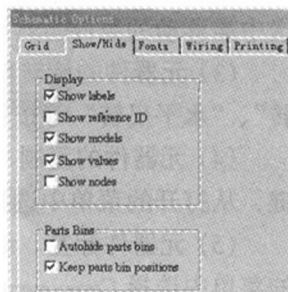 Schematic Options
Grid Show/Hide Fonts Wiring Printing
Display
Show labels
Show reference ID
Show models
Show values
Show nodes
Parts Bins
Autohide parts bins
Keep parts bin positions